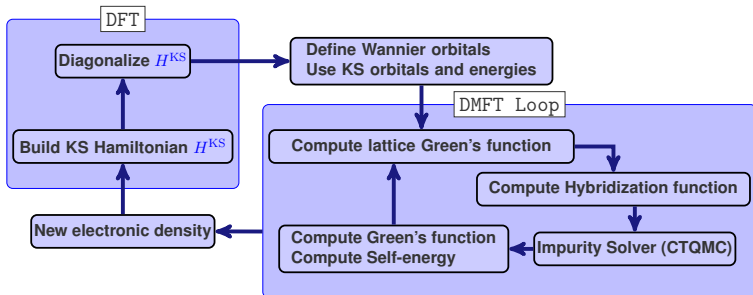 DFT
Diagonalize H^KS
Define Wannier orbitals
Use KS orbitals and energies
DMFT Loop
Build KS Hamiltonian H^KS
Compute lattice Green's function
Compute Hybridization function
New electronic density
Compute Green's function
Compute Self-energy
Impurity Solver (CTQMC)